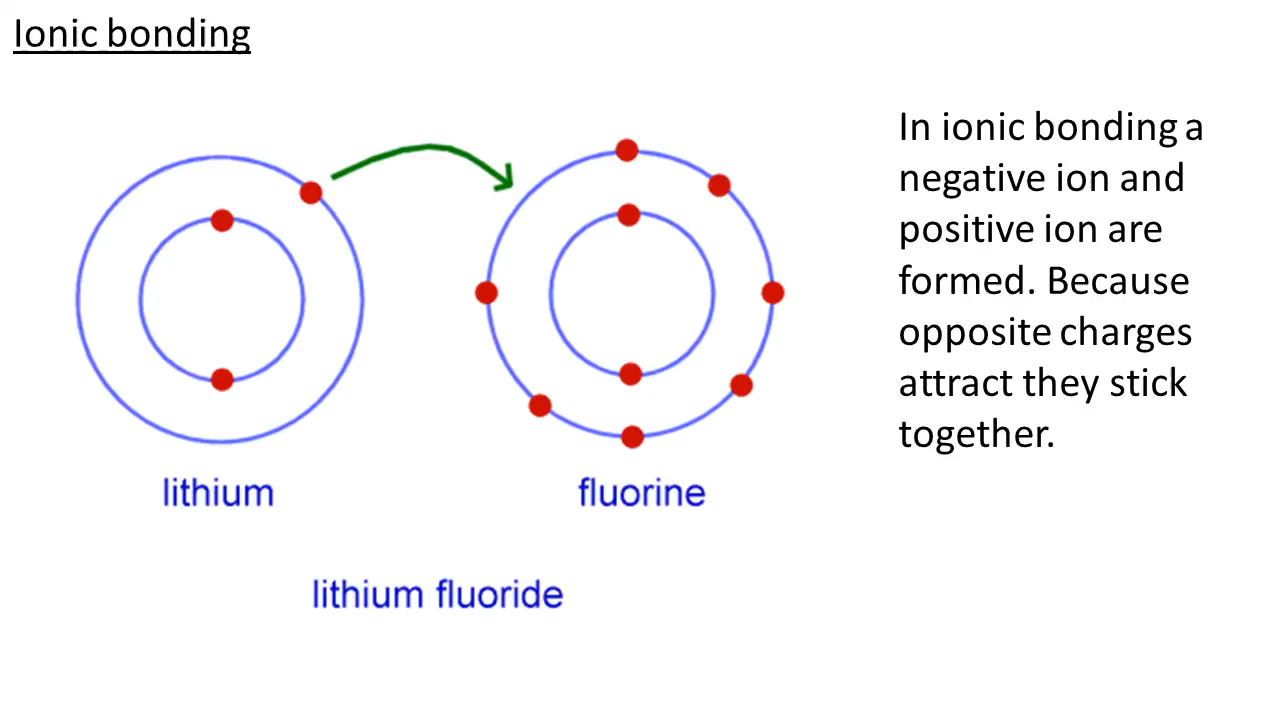 Ionic bonding
In ionic bonding a
negative ion and
positive ion are
formed. Because
opposite charges
attract they stick
together.
lithium
fluorine
lithium fluoride